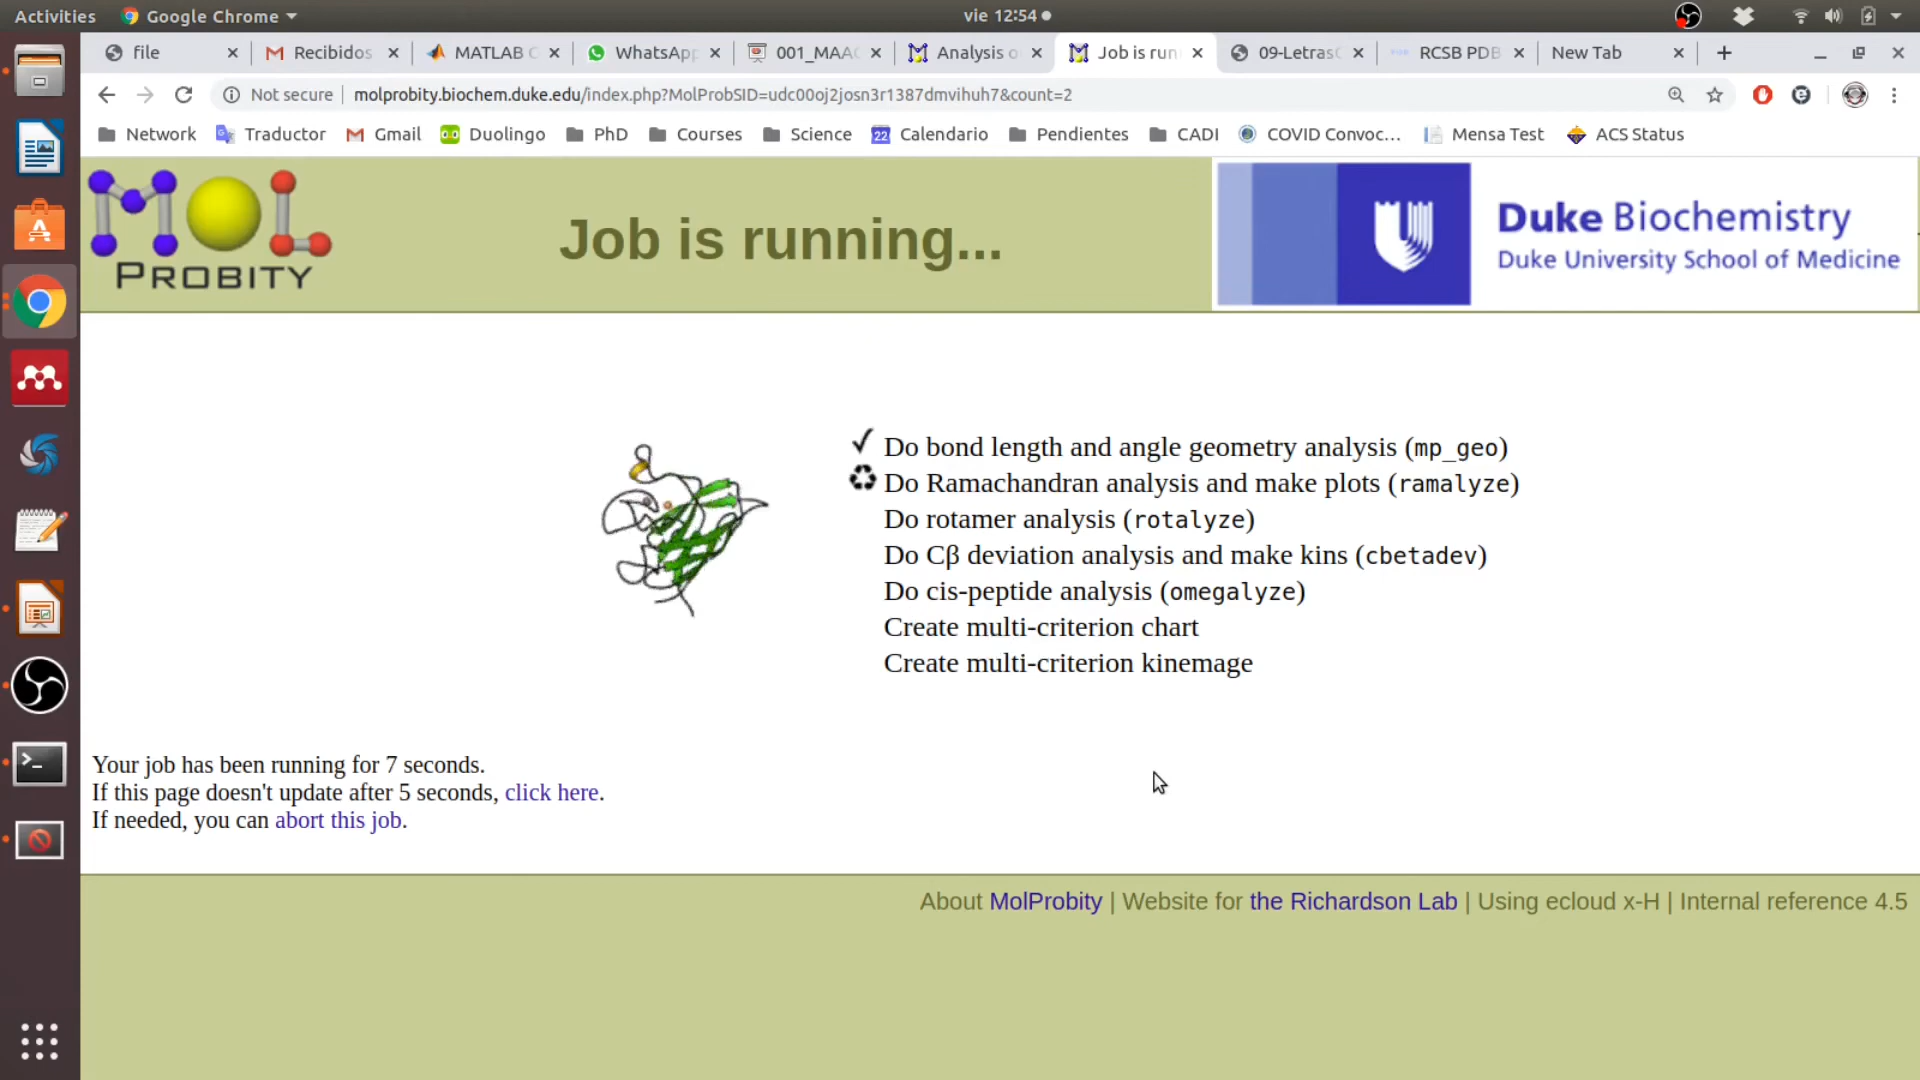 Activities Google Chrome vie 12:54
file Recibidos MATLAB WhatsApp 001_MAA Analysis o Job is run 09-Letras RCSB PDB New Tab
Not secure molprobity.biochem.duke.edu/index.php?MolProbSID=udc00oj2josn3r1387dmvihuh7&count=2
Network Traductor Gmail Duolingo PhD Courses Science 22 Calendario Pendientes CADI COVID Convoc... Mensa Test ACS Status
MOL
PROBITY
Job is running...
Duke Biochemistry
Duke University School of Medicine
Do bond length and angle geometry analysis (mp_geo)
Do Ramachandran analysis and make plots (ramalyze)
Do rotamer analysis (rotalyze)
Do Cβ deviation analysis and make kins (cbetadev)
Do cis-peptide analysis (omegalyze)
Create multi-criterion chart
Create multi-criterion kinemage
Your job has been running for 7 seconds.
If this page doesn't update after 5 seconds, click here.
If needed, you can abort this job.
About MolProbity | Website for the Richardson Lab | Using ecloud x-H | Internal reference 4.5